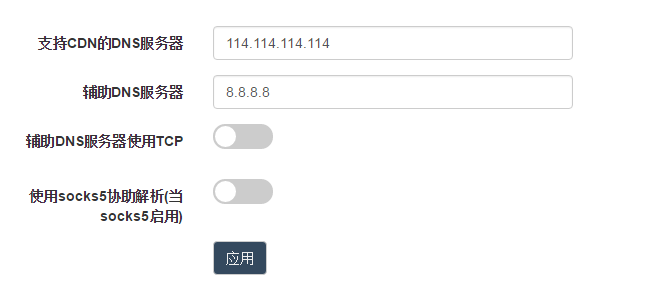 支持CDN的DNS服务器
114.114.114.114
辅助DNS服务器
8.8.8.8
辅助DNS服务器使用TCP
使用socks5协助解析(当
socks5启用)
应用